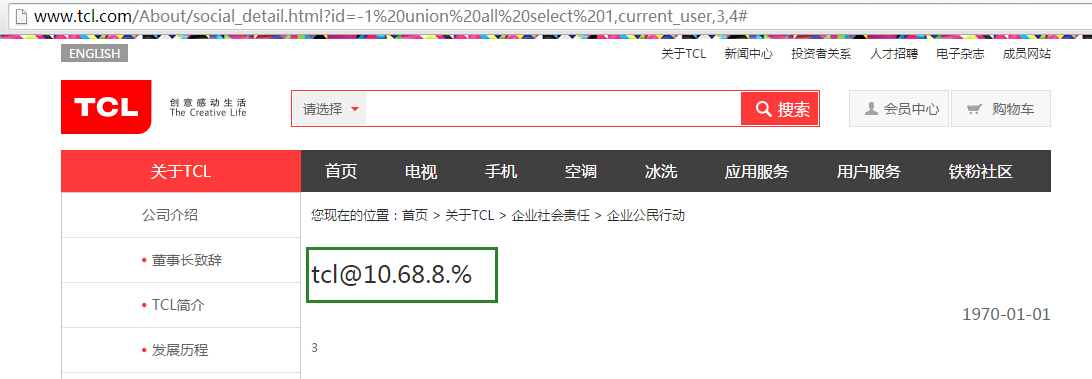 www.tcl.com/About/social_detail.html?id=-1%20union%20all%20select%201,current_user,3,4#
ENGLISH
关于TCL 新闻中心 投资者关系 人才招聘 电子杂志 成员网站
TCL 创意感动生活
The Creative Life
请选择 搜索 会员中心 购物车
关于TCL 首页 电视 手机 空调 冰洗 应用服务 用户服务 铁粉社区
公司介绍
您现在的位置：首页 > 关于TCL > 企业社会责任 > 企业公民行动
• 董事长致辞
tcl@10.68.8.%
• TCL简介
1970-01-01
• 发展历程
3